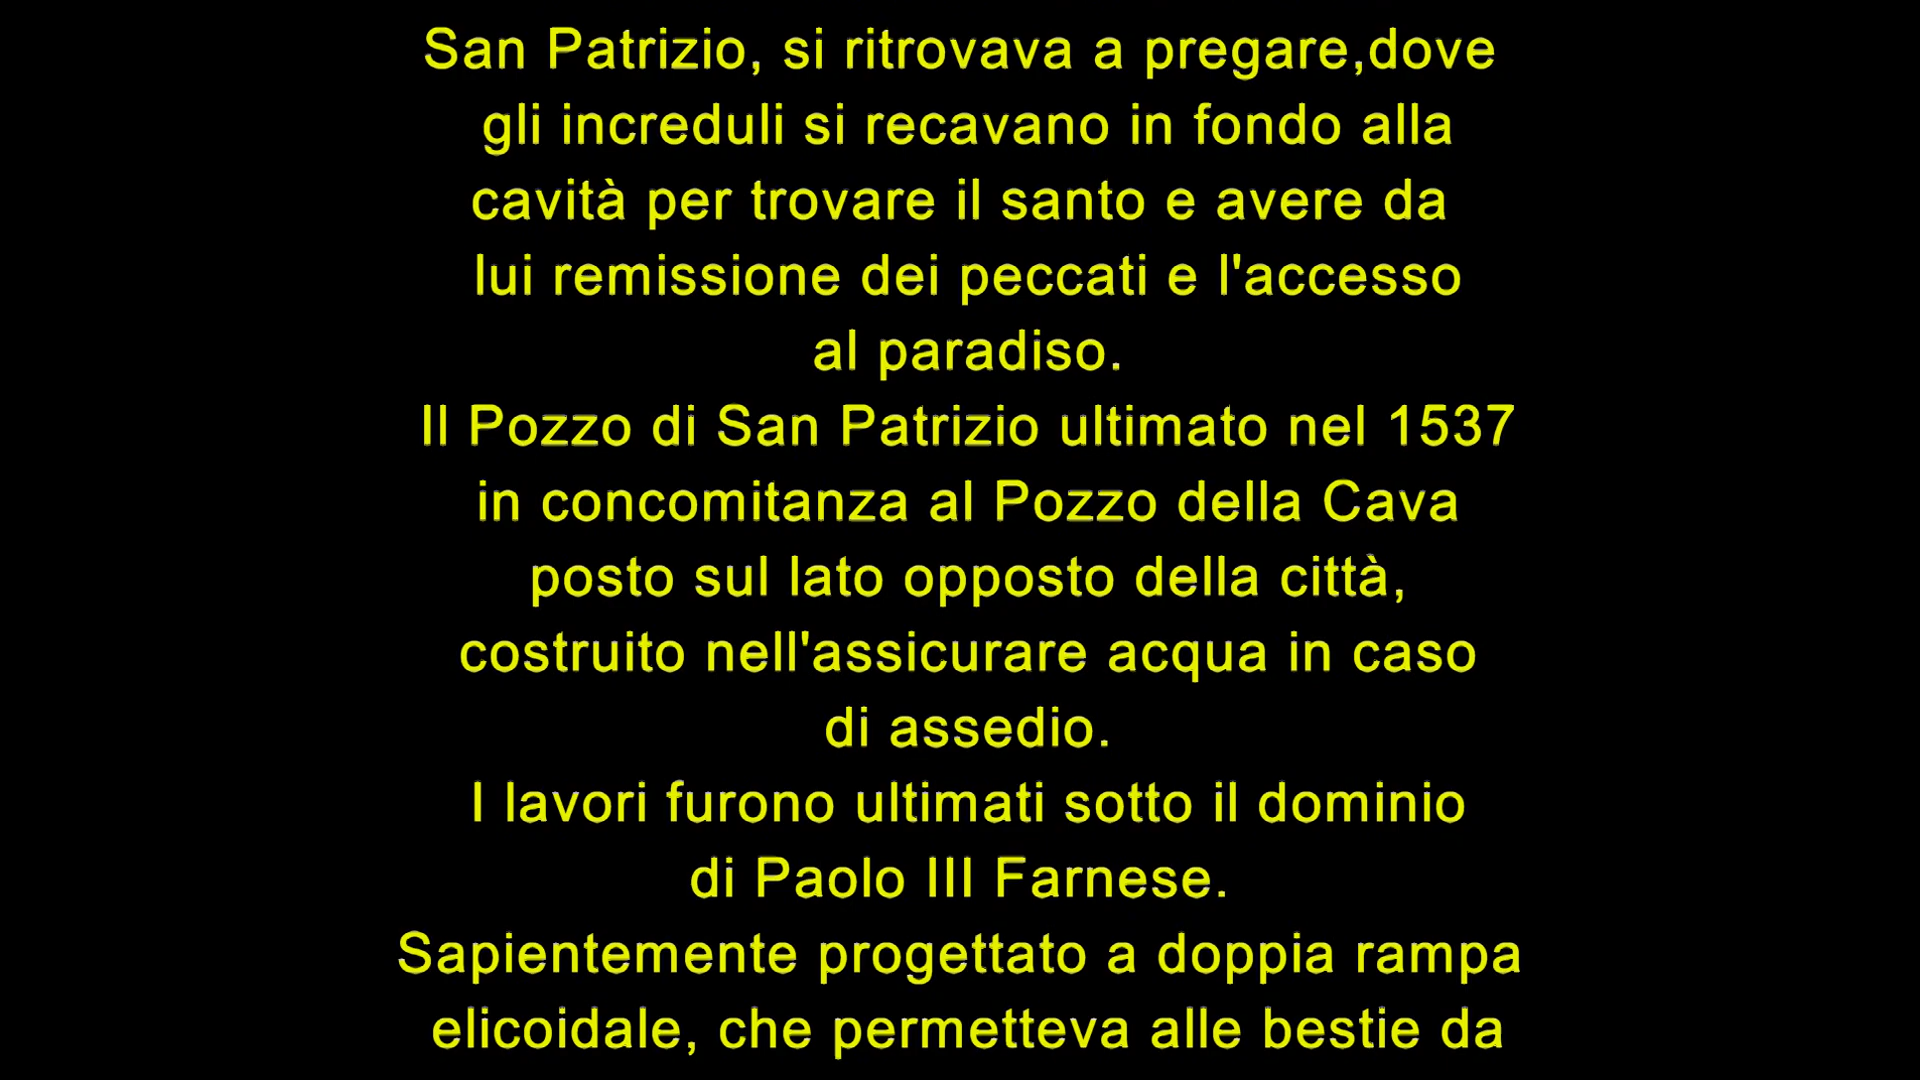 San Patrizio, si ritrovava a pregare,dove
gli increduli si recavano in fondo alla
cavità per trovare il santo e avere da
lui remissione dei peccati e l'accesso
al paradiso.
Il Pozzo di San Patrizio ultimato nel 1537
in concomitanza al Pozzo della Cava
posto sul lato opposto della città,
costruito nell'assicurare acqua in caso
di assedio.
I lavori furono ultimati sotto il dominio
di Paolo III Farnese.
Sapientemente progettato a doppia rampa
elicoidale, che permetteva alle bestie da